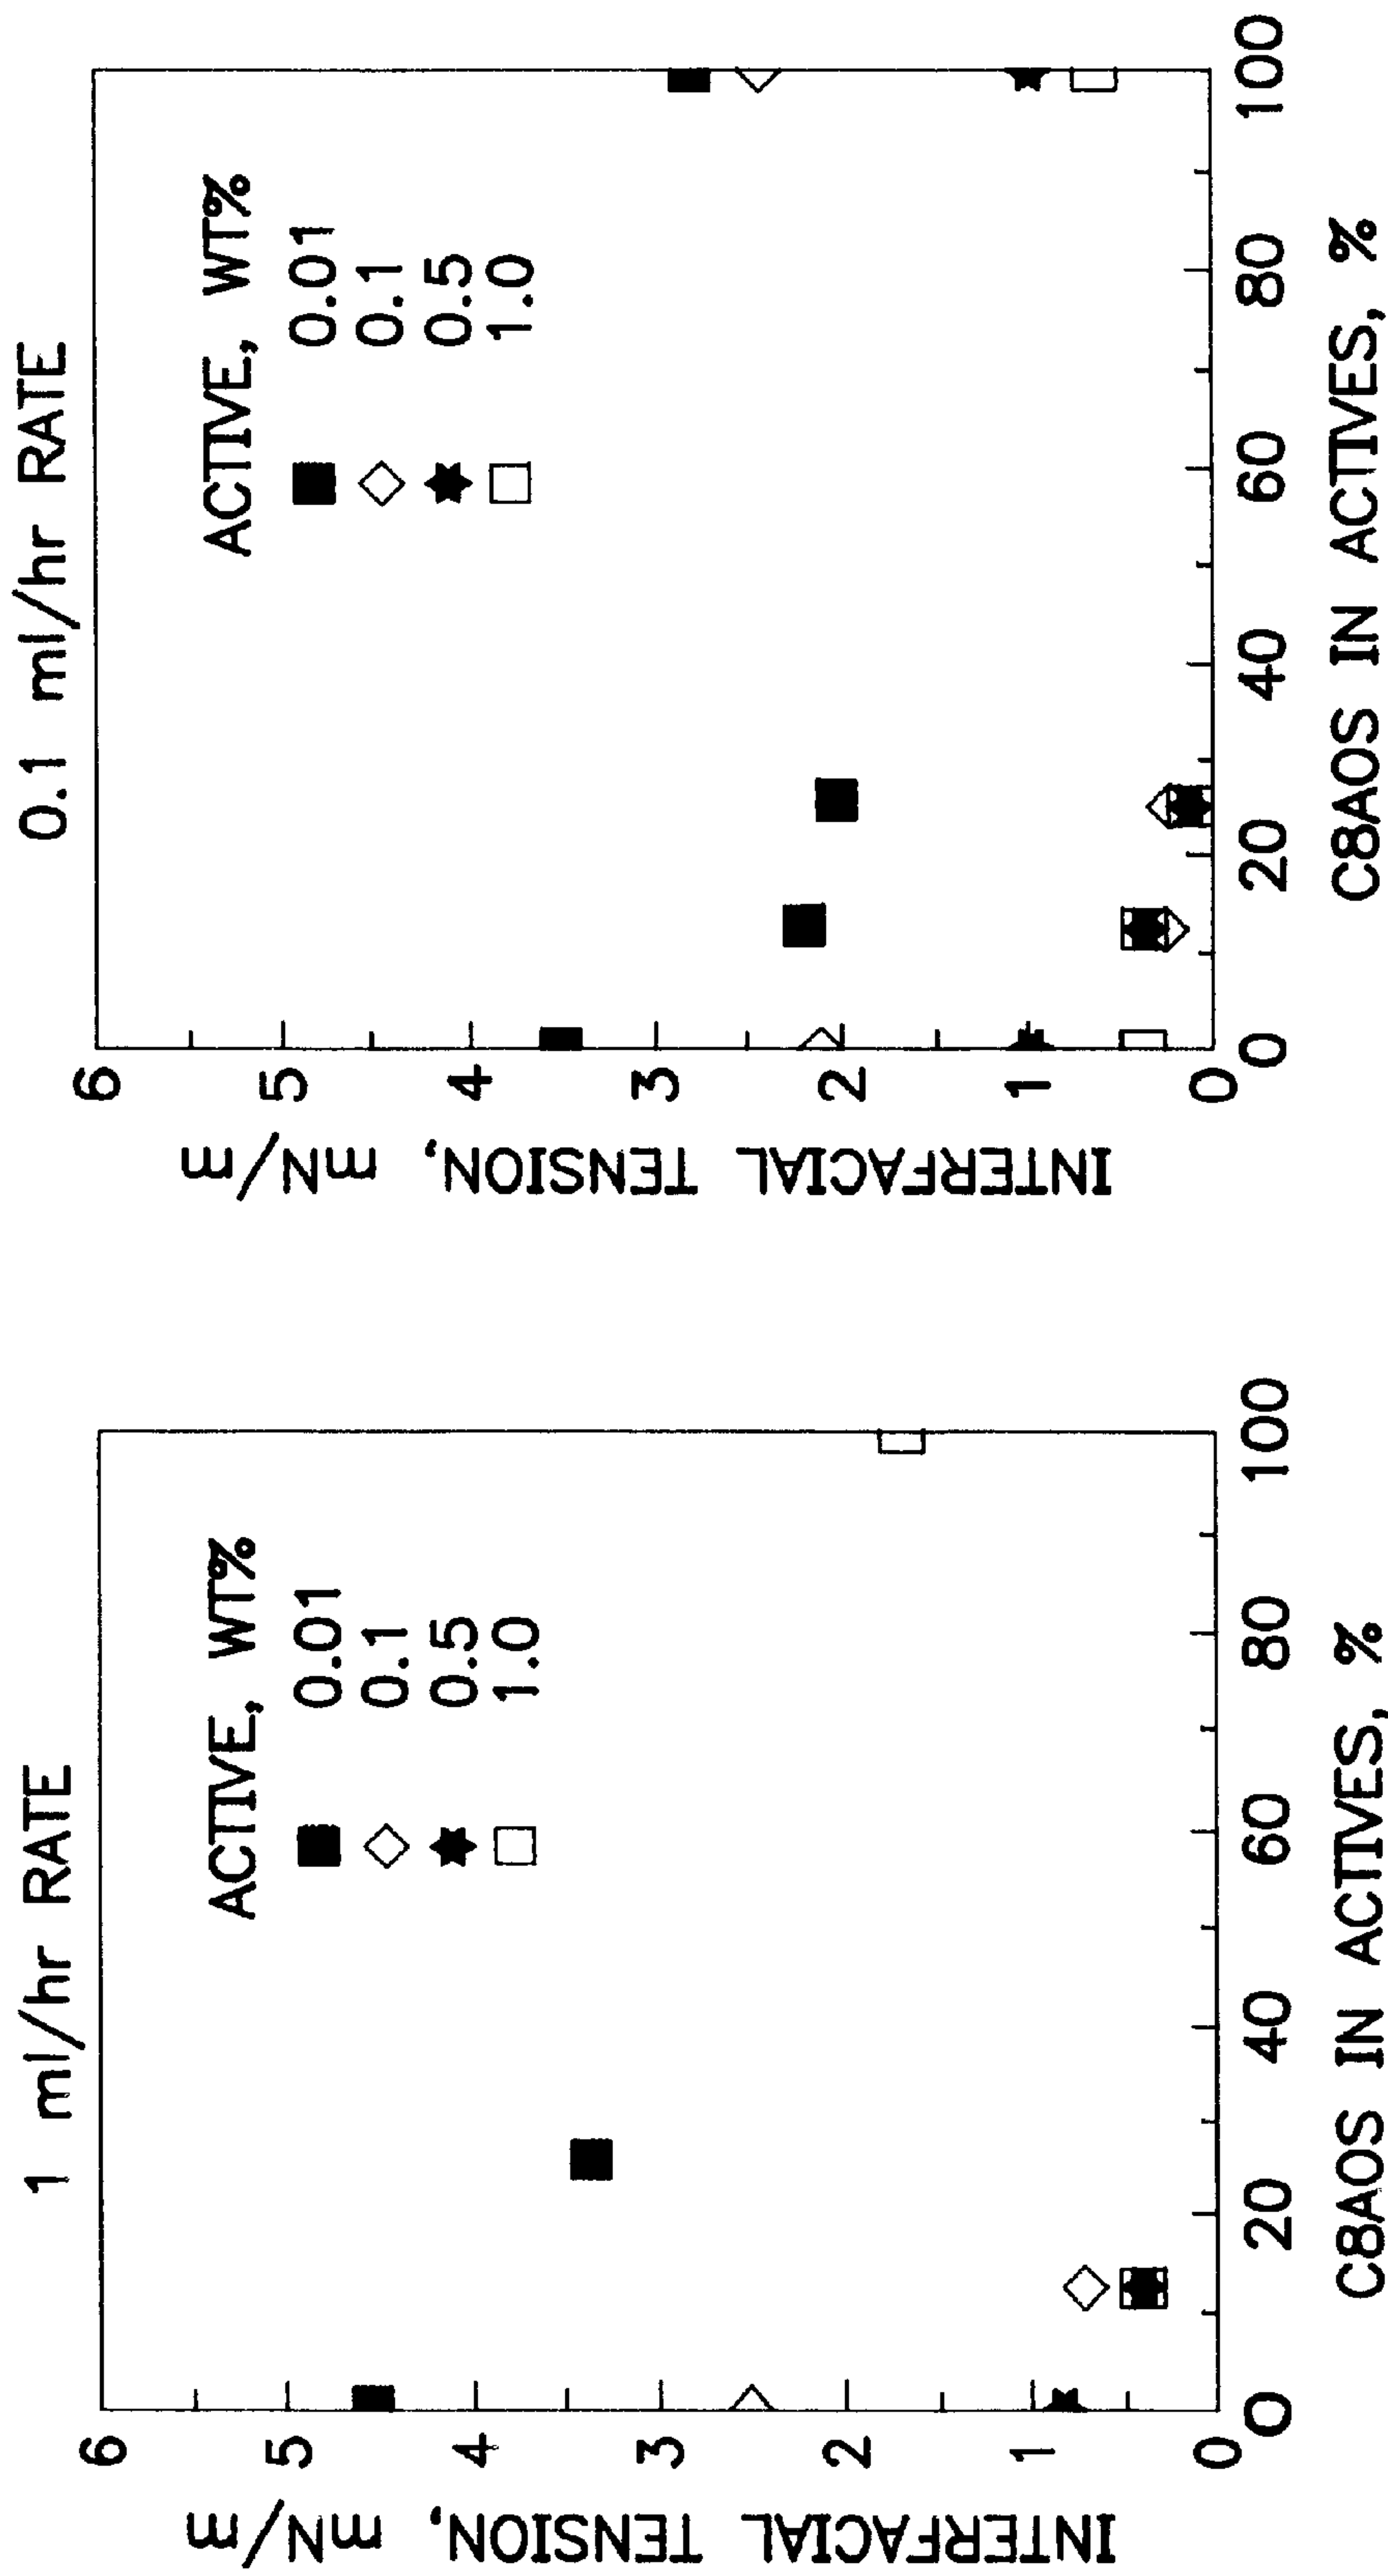 1 ml/hr RATE
ACTIVE, WT%
0.01
0.1
0.5
1.0
INTERFACIAL TENSION, mN/m
6
5
4
3
2
1
0
0 20 40 60 80 100
C8AOS IN ACTIVES, %
0.1 ml/hr RATE
ACTIVE, WT%
0.01
0.1
0.5
1.0
INTERFACIAL TENSION, mN/m
6
5
4
3
2
1
0
0 20 40 60 80 100
C8AOS IN ACTIVES, %